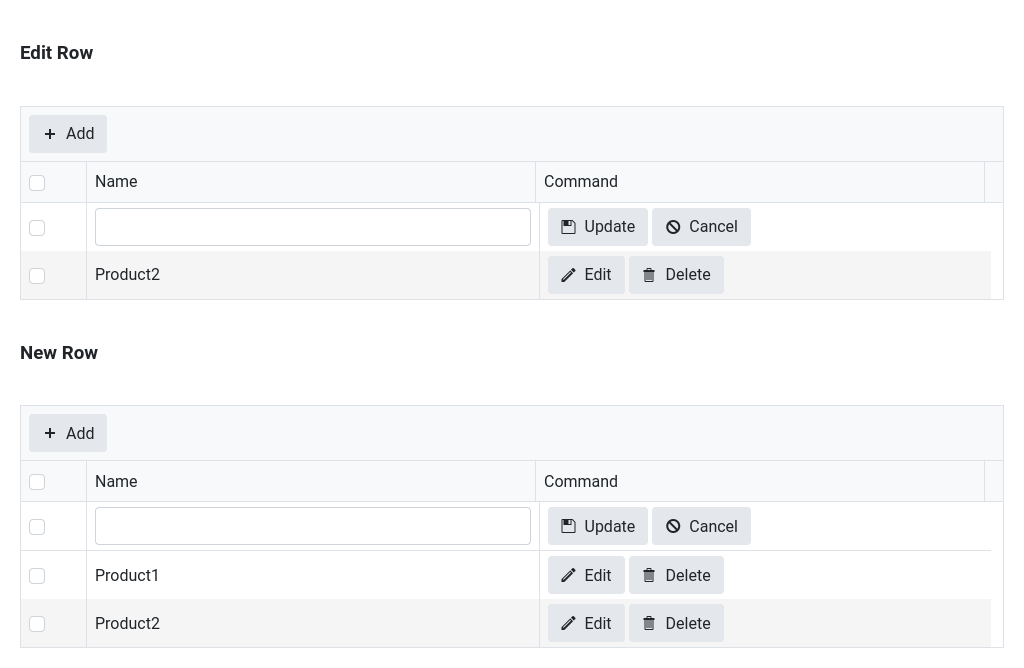 Edit Row
+ Add
Name Command
Update Cancel
Product2 Edit Delete
New Row
+ Add
Name Command
Update Cancel
Product1 Edit Delete
Product2 Edit Delete